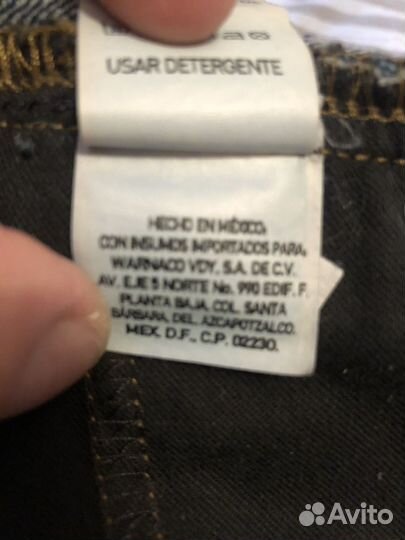 USAR DETERGENTE
HECHO EN MÉXICO,
CON INSUMOS IMPORTADOS PARA:
WARNACO VDY. S.A. DE C.V.
AV. EJE 5 NORTE No. 990 EDIF. F.
PLANTA BAJA, COL. SANTA
BÁRBARA, DEL. AZCAPOTZALCO,
MEX. D.F., C.P. 02230.
Avito